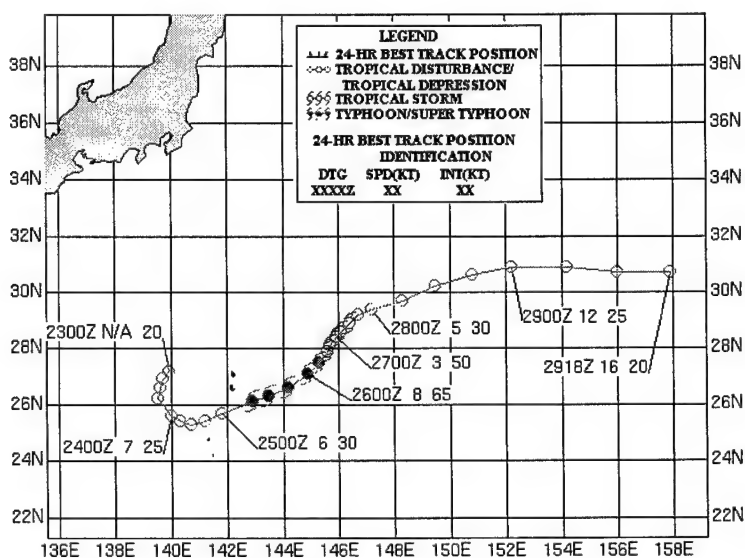 LEGEND
24-HR BEST TRACK POSITION
TROPICAL DISTURBANCE/
TROPICAL DEPRESSION
TROPICAL STORM
TYPHOON/SUPER TYPHOON
24-HR BEST TRACK POSITION
IDENTIFICATION
DTG SPD(KT) INT(KT)
XXXXZ XX XX
38N 38N
36N 36N
34N 34N
32N 32N
30N 30N
28N 28N
26N 26N
24N 24N
22N 22N
2300Z N/A 20
2900Z 12 25
2800Z 5 30
2700Z 3 50
2918Z 16 20
2600Z 8 65
2400Z 7 25
2500Z 6 30
136E 138E 140E 142E 144E 146E 148E 150E 152E 154E 156E 158E